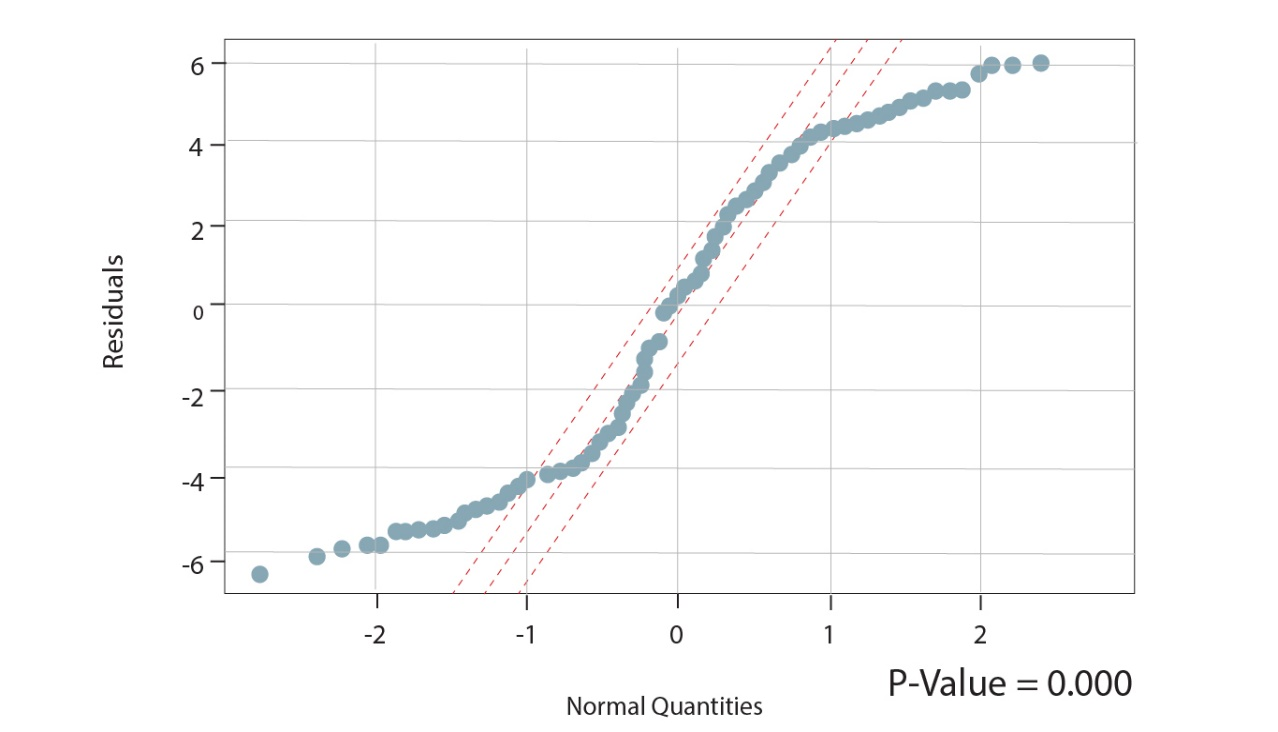 6
4
2
0
-2
-4
-6
Residuals
-2 -1 0 1 2
P-Value = 0.000
Normal Quantities